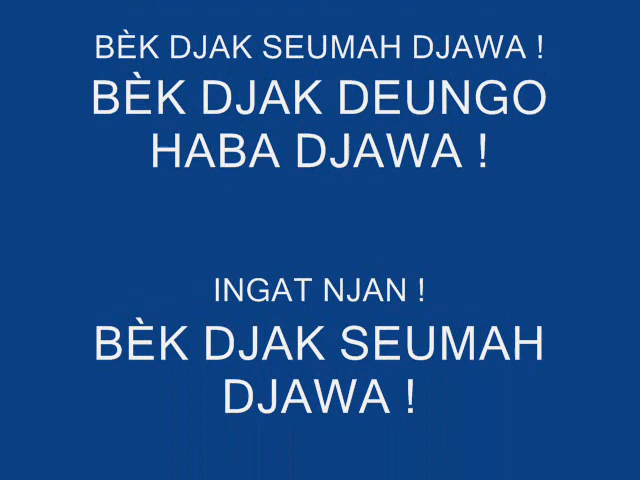 BÈK DJAK SEUMAH DJAWA !
BÈK DJAK DEUNGO
HABA DJAWA !
INGAT NJAN !
BÈK DJAK SEUMAH
DJAWA !